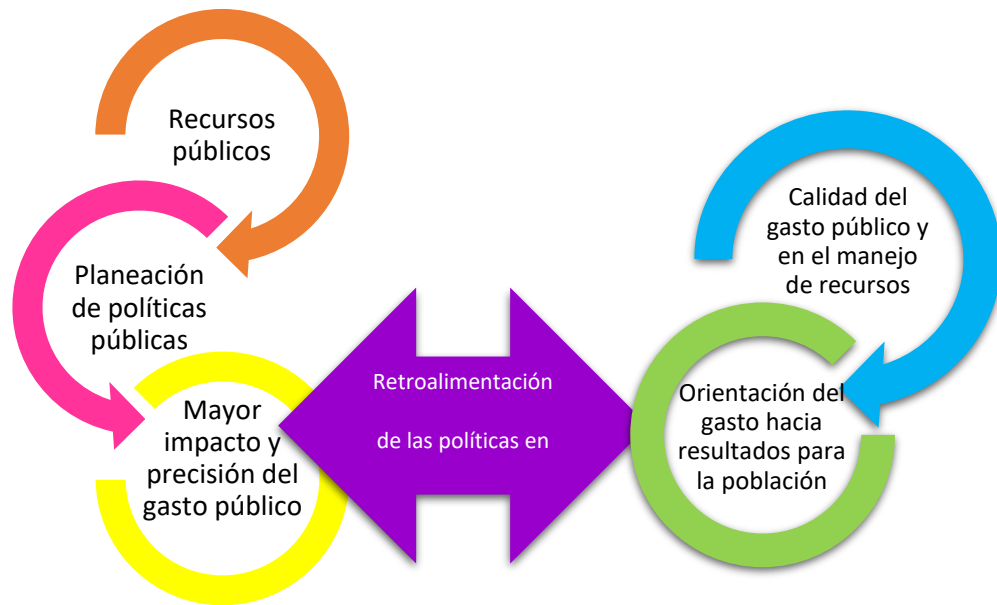 Recursos
públicos
Planeación
de políticas
públicas
Mayor
impacto y
precisión del
gasto público
Retroalimentación
de las políticas en
Calidad del
gasto público y
en el manejo
de recursos
Orientación del
gasto hacia
resultados para
la población